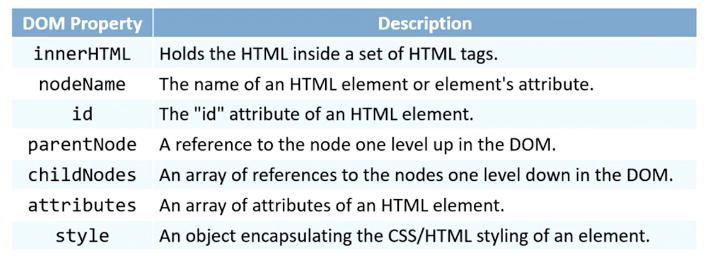 DOM Property Description
innerHTML Holds the HTML inside a set of HTML tags.
nodeName The name of an HTML element or element's attribute.
id The "id" attribute of an HTML element.
parentNode A reference to the node one level up in the DOM.
childNodes An array of references to the nodes one level down in the DOM.
attributes An array of attributes of an HTML element.
style An object encapsulating the CSS/HTML styling of an element.